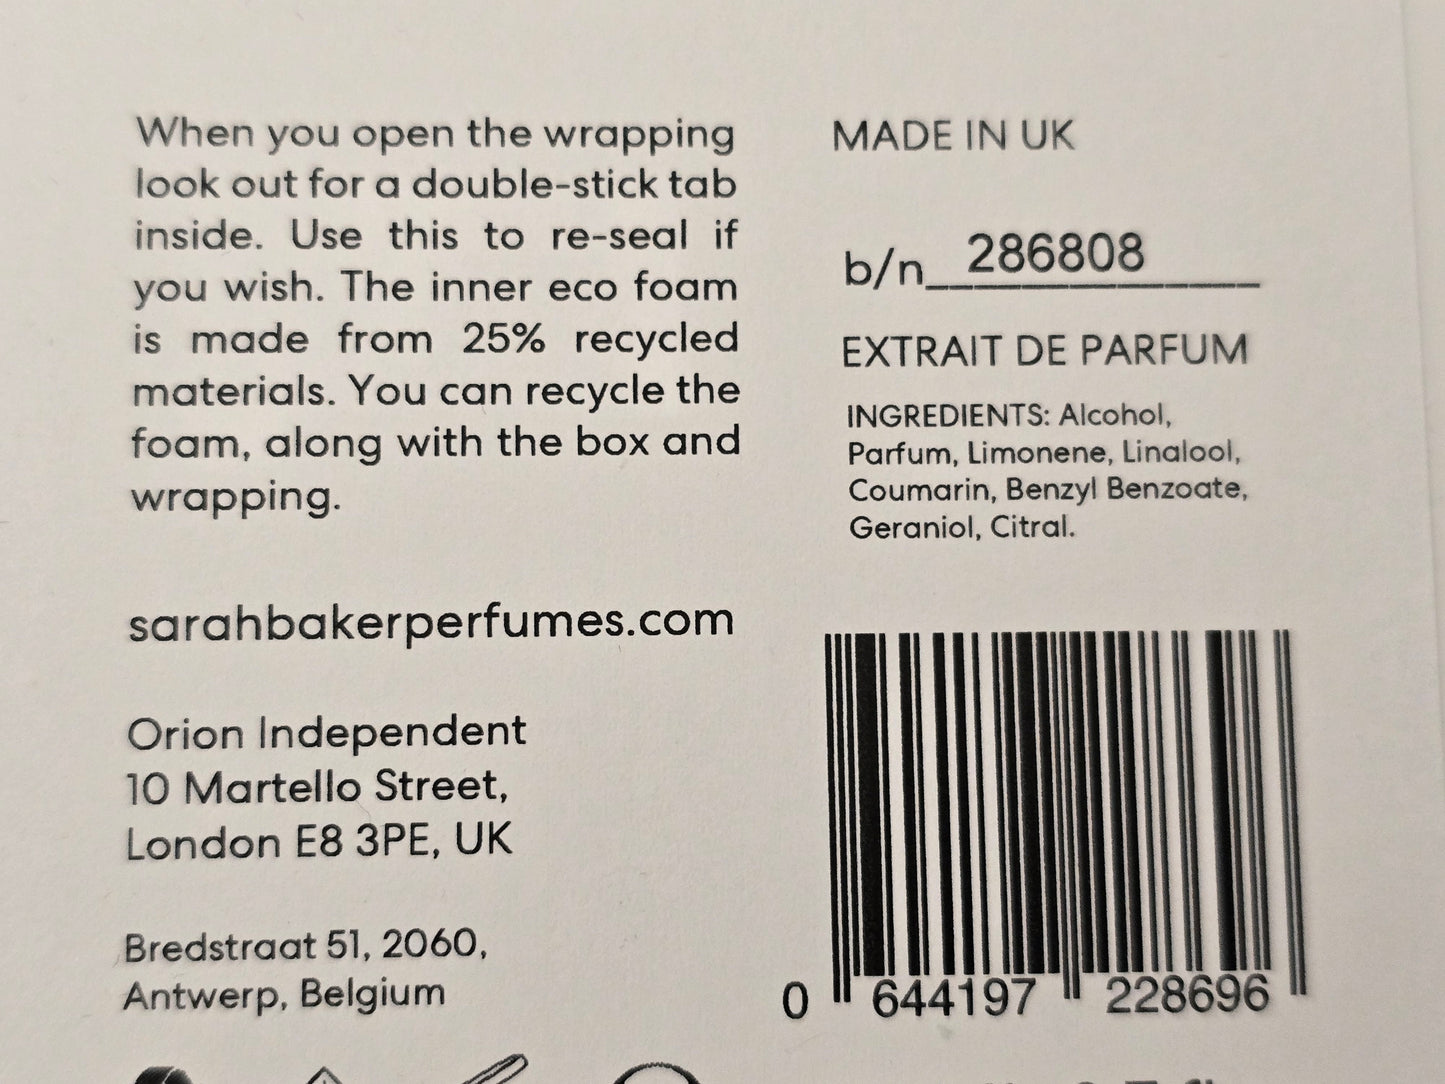 When you open the wrapping
look out for a double-stick tab
inside. Use this to re-seal if
you wish. The inner eco foam
is made from 25% recycled
materials. You can recycle the
foam, along with the box and
wrapping.
sarahbakerperfumes.com
Orion Independent
10 Martello Street,
London E8 3PE, UK
Bredstraat 51, 2060,
Antwerp, Belgium
MADE IN UK
b/n_ 286808
EXTRAIT DE PARFUM
INGREDIENTS: Alcohol,
Parfum, Limonene, Linalool,
Coumarin, Benzyl Benzoate,
Geraniol, Citral.
0 644197 228696